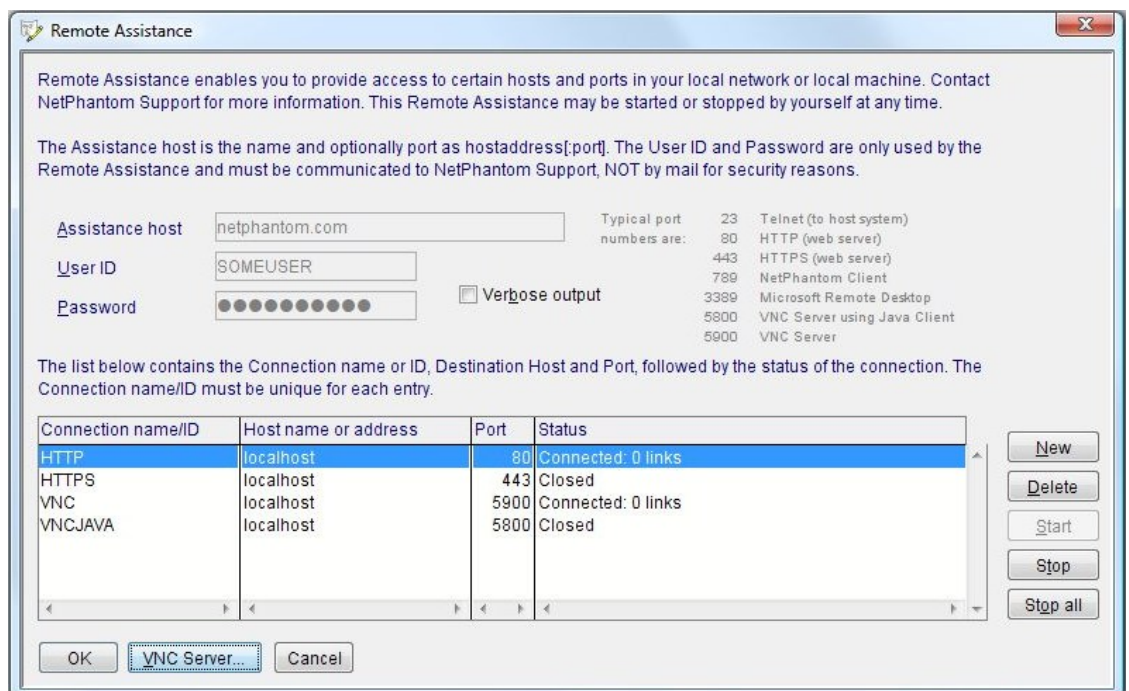 Remote Assistance
Remote Assistance enables you to provide access to certain hosts and ports in your local network or local machine. Contact
NetPhantom Support for more information. This Remote Assistance may be started or stopped by yourself at any time.
The Assistance host is the name and optionally port as hostaddress[:port]. The User ID and Password are only used by the
Remote Assistance and must be communicated to NetPhantom Support, NOT by mail for security reasons.
Assistance host netphantom.com
User ID SOMEUSER
Password ●●●●●●●●●●
Verbose output
Typical port 23 Telnet (to host system)
numbers are: 80 HTTP (web server)
443 HTTPS (web server)
789 NetPhantom Client
3389 Microsoft Remote Desktop
5800 VNC Server using Java Client
5900 VNC Server
The list below contains the Connection name or ID, Destination Host and Port, followed by the status of the connection. The
Connection name/ID must be unique for each entry.
Connection name/ID Host name or address Port Status
HTTP localhost 80 Connected: 0 links
HTTPS localhost 443 Closed
VNC localhost 5900 Connected: 0 links
VNCJAVA localhost 5800 Closed
New
Delete
Start
Stop
Stop all
OK VNC Server... Cancel